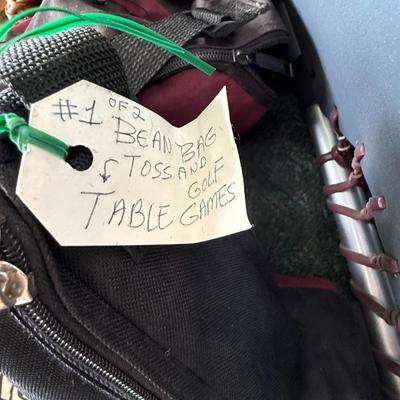 #1 OF 2
BEAN BAG
TOSS AND
GOLF
TABLE GAMES